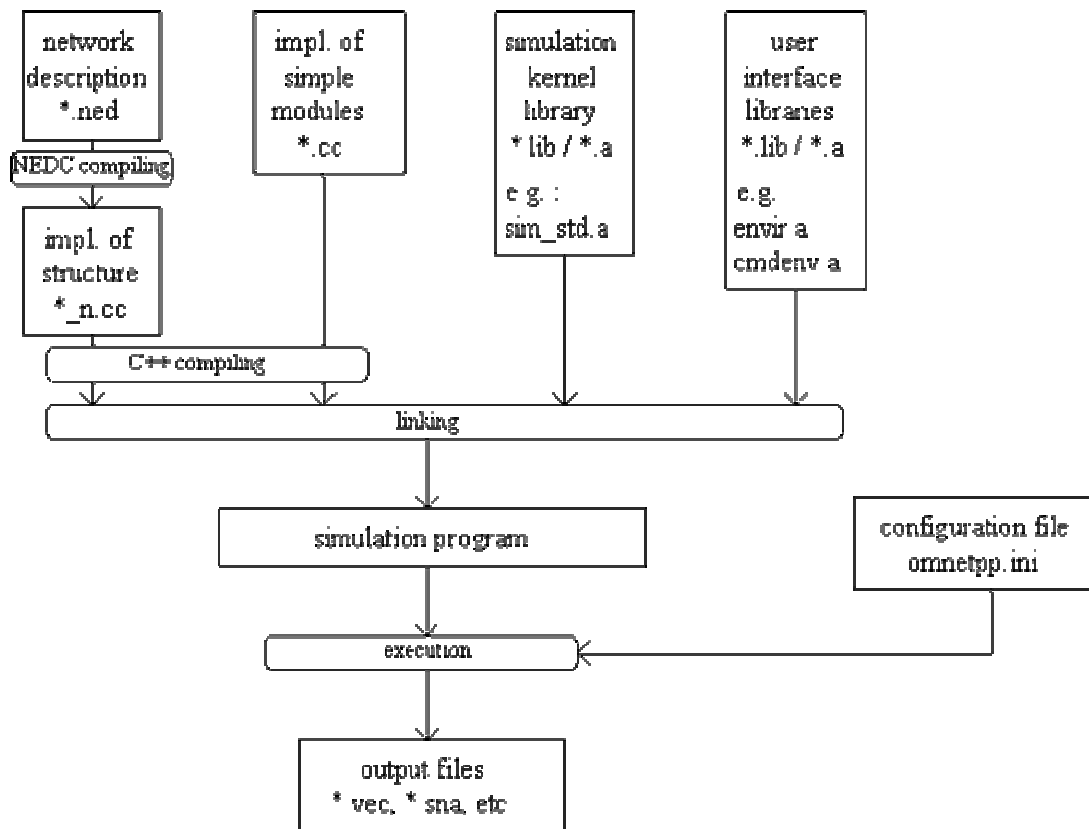 network
description
*.ned
NEDC compiling
impl. of
structure
*_n.cc
impl. of
simple
modules
*.cc
simulation
kernel
library
* lib / *.a
e g. :
sim_std.a
user
interface
libranes
*.lib / *.a
e.g.
envir a
cmdenv a
C++ compiling
linking
simulation program
configuration file
omnetpp.ini
execution
output files
* vec, * sna, etc